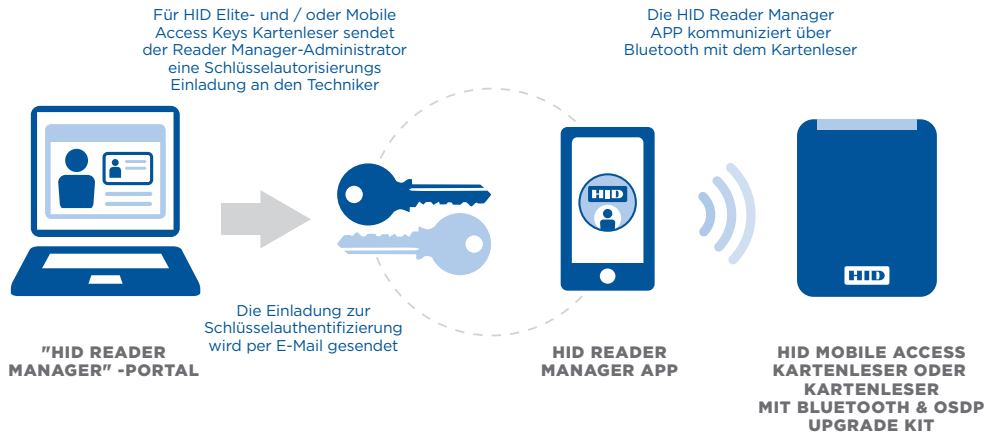 Für HID Elite- und / oder Mobile
Access Keys Kartenleser sendet
der Reader Manager-Administrator
eine Schlüsselautorisierungs
Einladung an den Techniker
Die HID Reader Manager
APP kommuniziert über
Bluetooth mit dem Kartenleser
HID
HID
Die Einladung zur
Schlüsselauthentifizierung
wird per E-Mail gesendet
"HID READER
MANAGER" -PORTAL
HID READER
MANAGER APP
HID MOBILE ACCESS
KARTENLESER ODER
KARTENLESER
MIT BLUETOOTH & OSDP
UPGRADE KIT